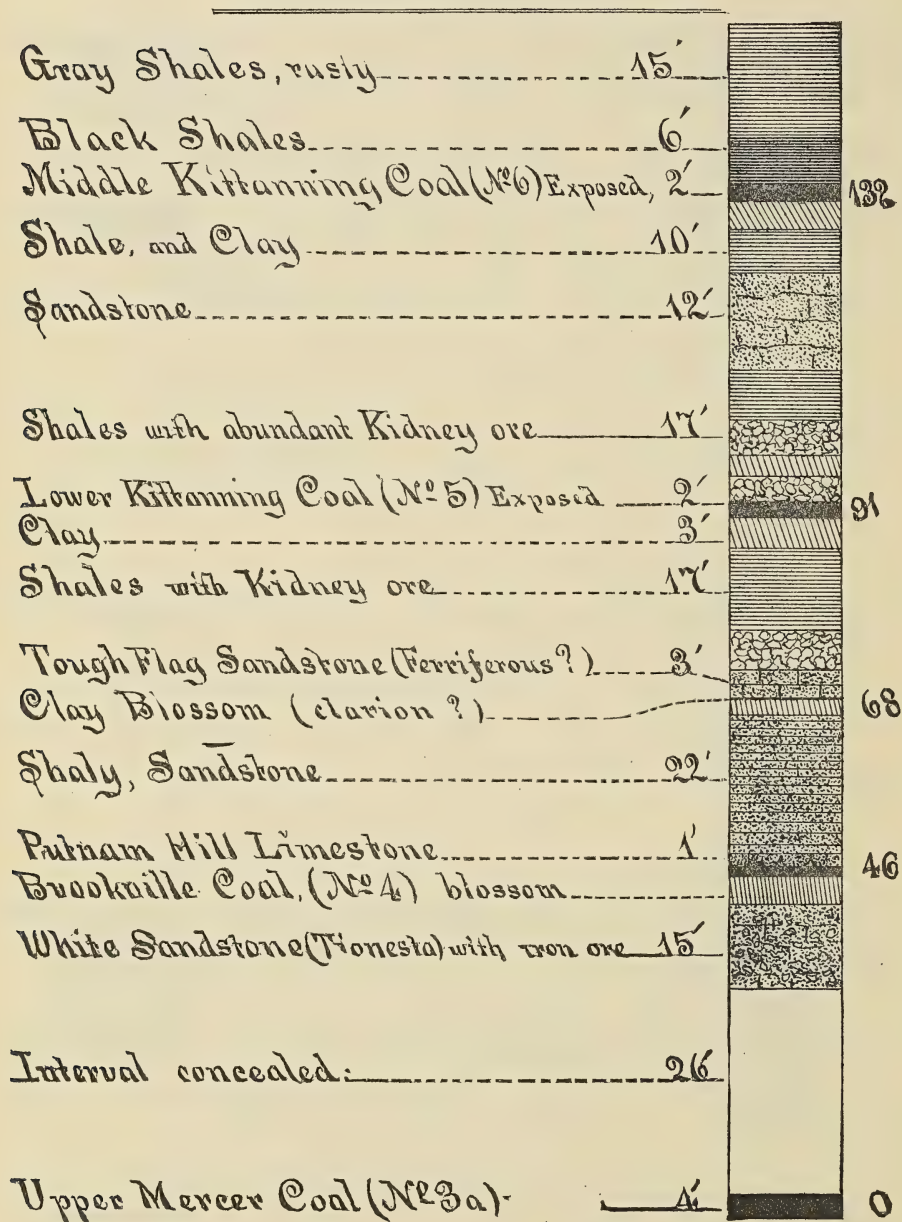 Gray Shales, rusty 15′
Black Shales 6′
Middle Kittanning Coal (№ 6) Exposed, 2′ 132
Shale, and Clay 10′
Sandstone 12′
Shales with abundant Kidney ore 17′
Lower Kittanning Coal (Nº 5) Exposed 2′ 91
Clay 3′
Shales with Kidney ore 17′
Tough Flag Sandstone (Ferriferous?) 3′
Clay Blossom (clarion ?) 68
Shaly, Sandstone 22′
Putnam Hill Limestone 1′ 46
Brookville Coal, (Nº 4) blossom
White Sandstone (Tionesta) with iron ore 15′
Interval concealed: 26′
Upper Mercer Coal (Nº 3a) 4′ 0